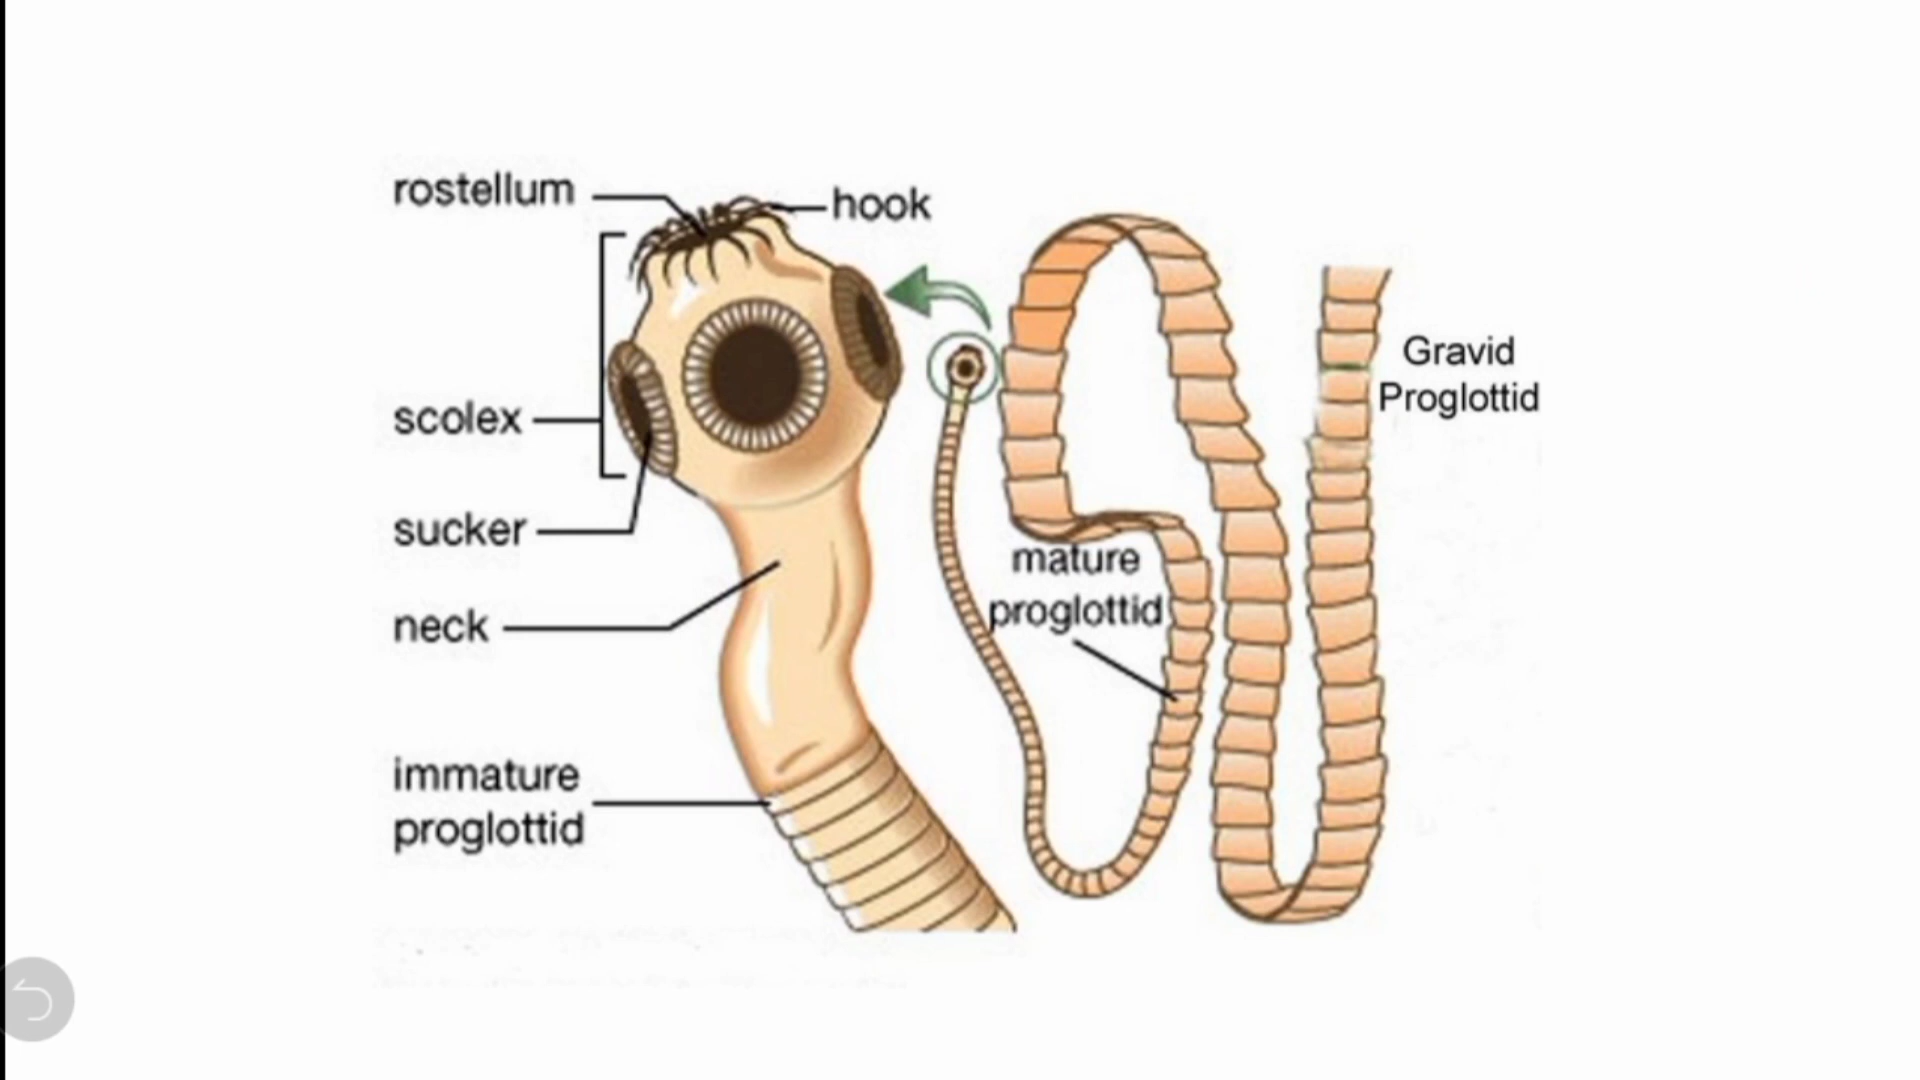 rostellum
hook
scolex
sucker
neck
immature
proglottid
mature
proglottid
Gravid
Proglottid